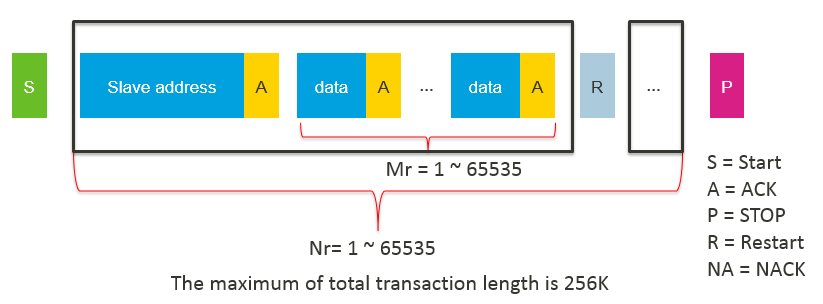 S Slave address A data A ... data A R ... P
Mr = 1 ~ 65535
Nr= 1 ~ 65535
The maximum of total transaction length is 256K
S = Start
A = ACK
P = STOP
R = Restart
NA = NACK